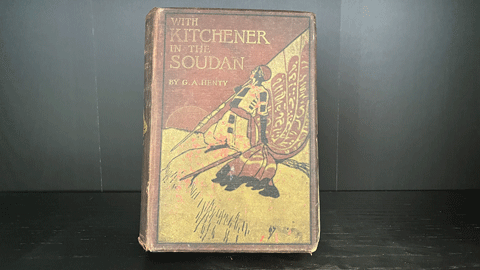 WITH
KITCHENER
IN THE
SOUDAN
BY G. A. HENTY